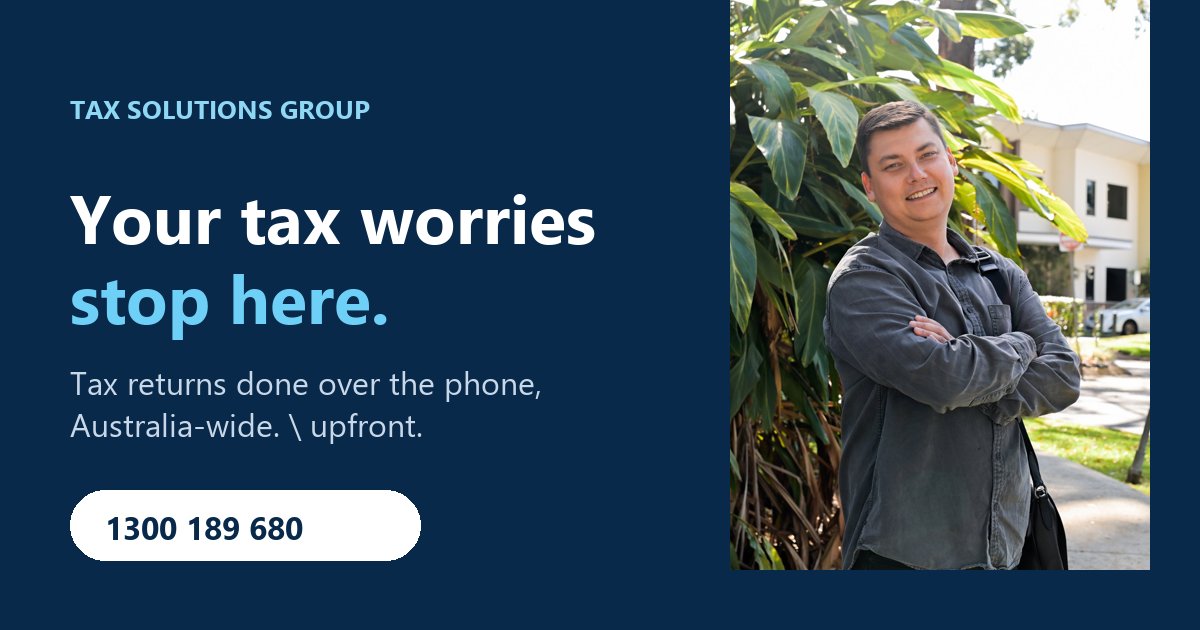 TAX SOLUTIONS GROUP
Your tax worries
stop here.
Tax returns done over the phone,
Australia-wide. \ upfront.
1300 189 680